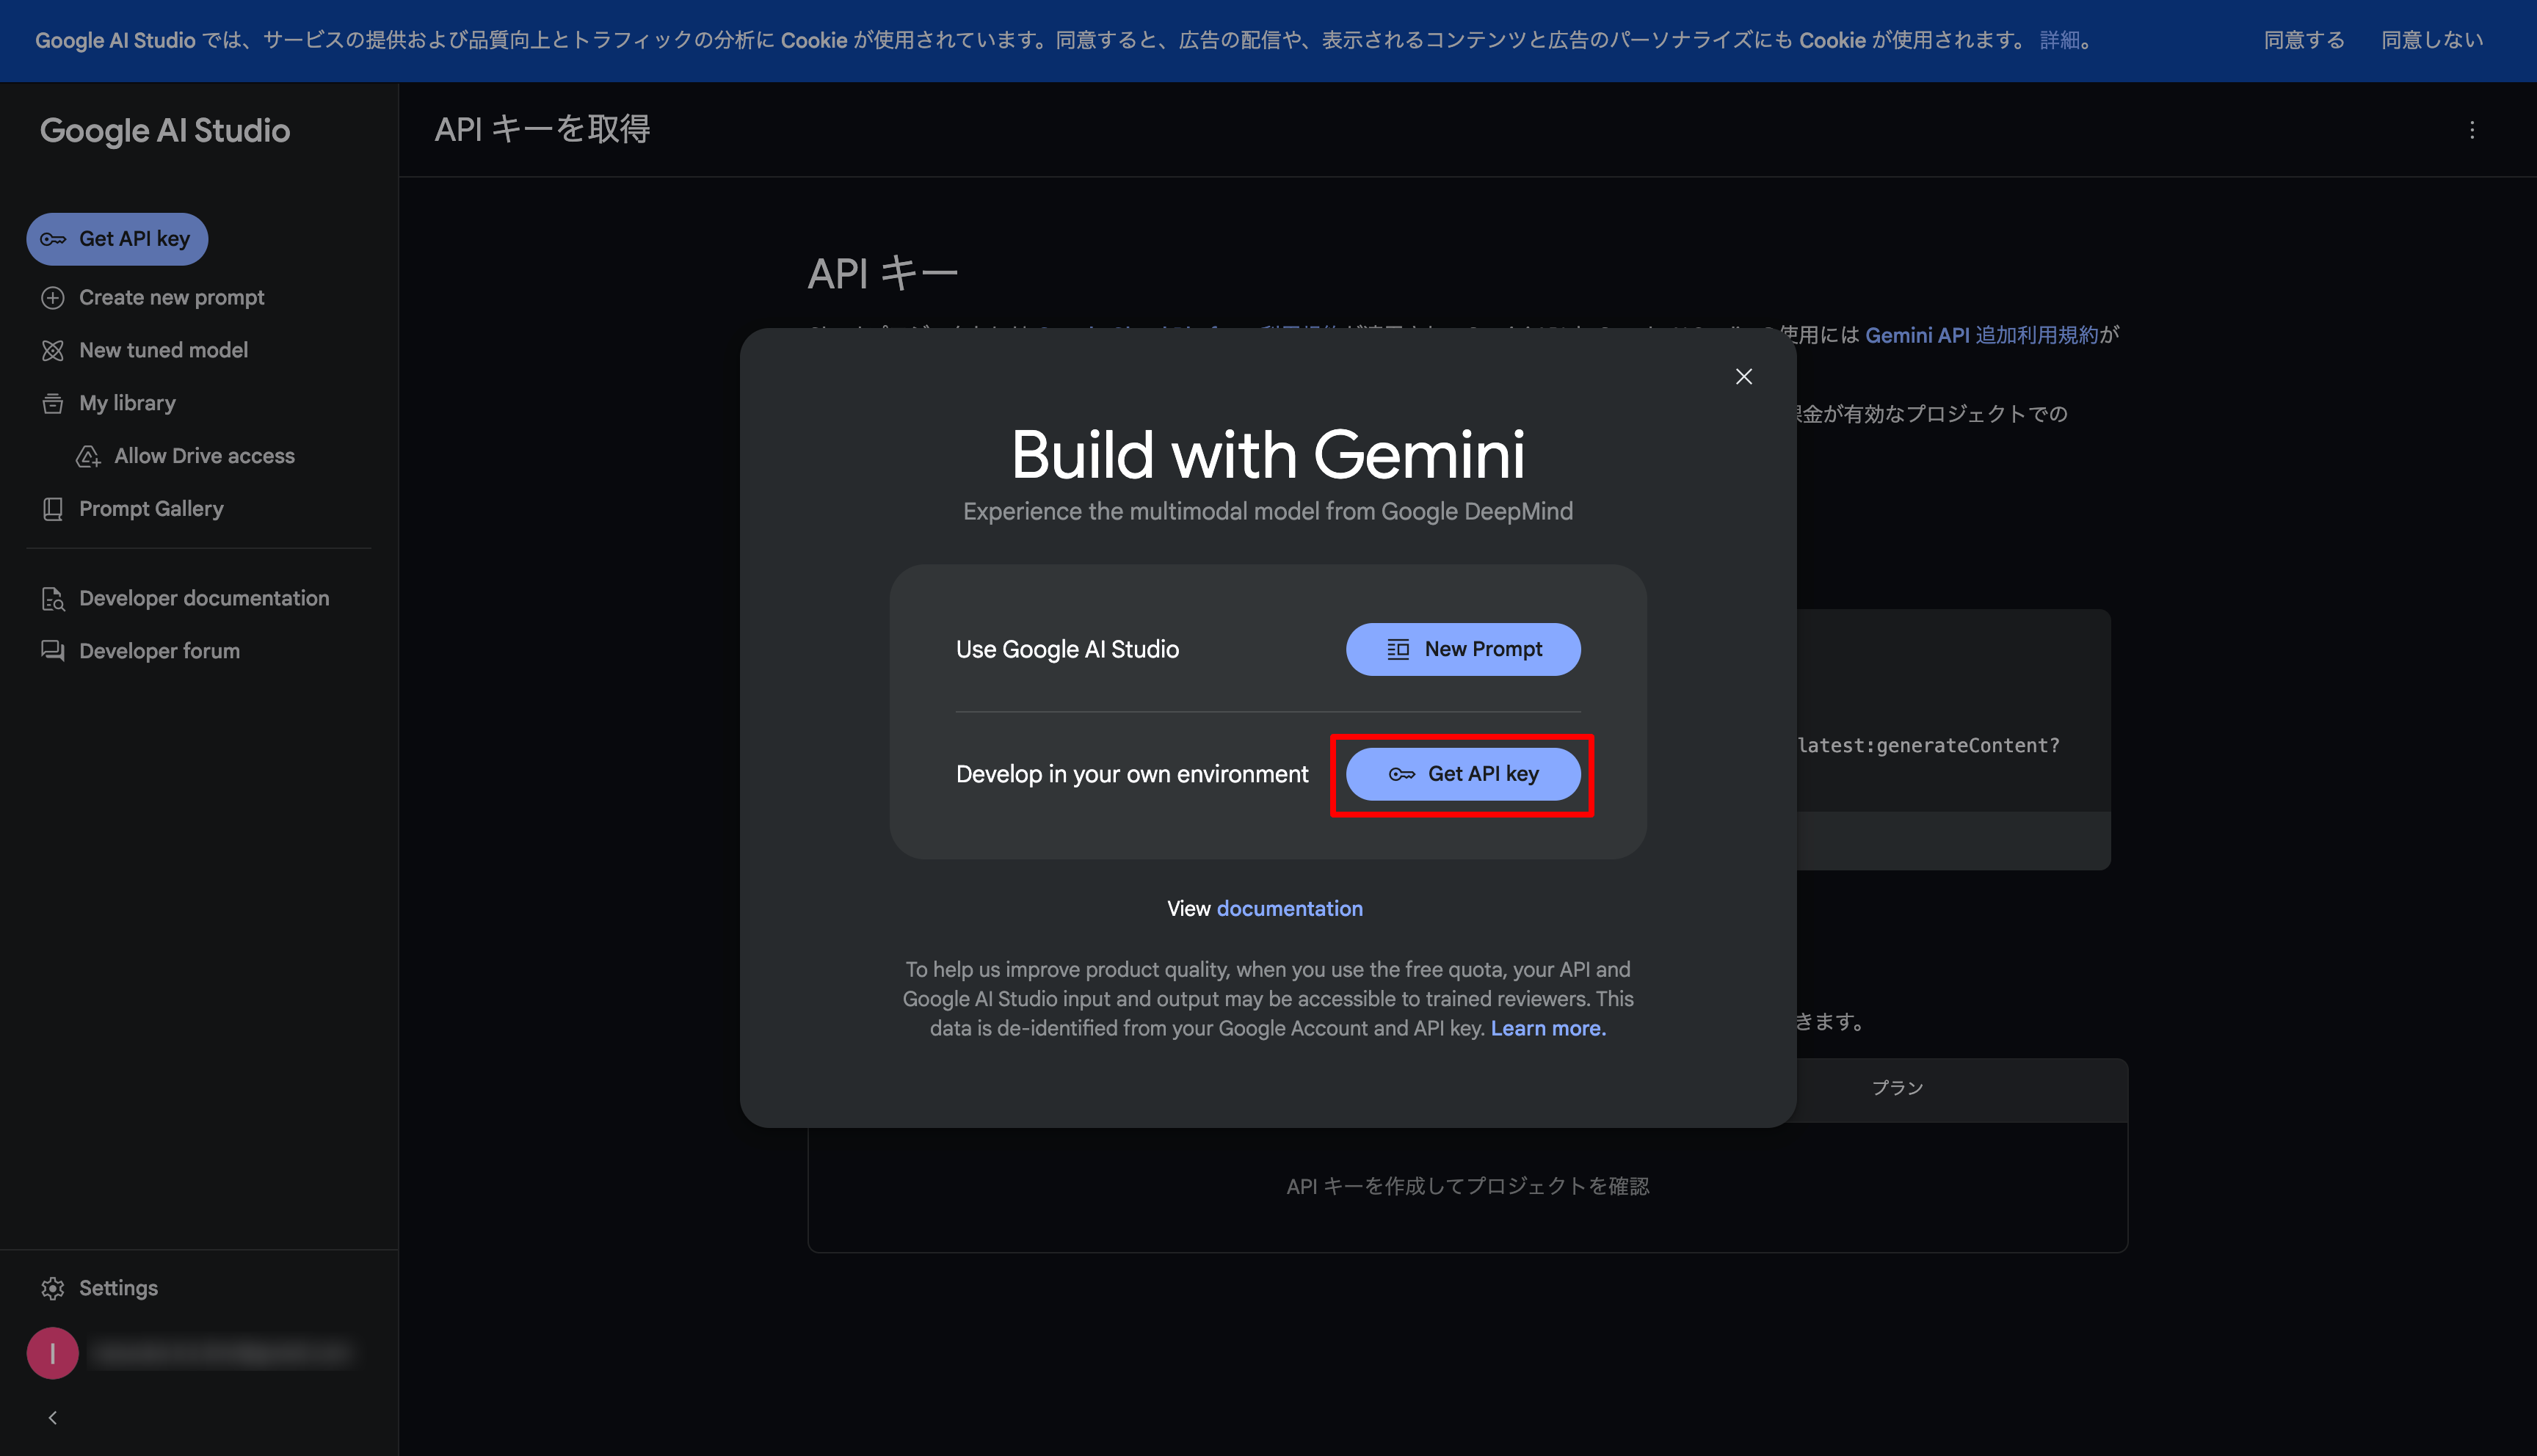 Google AI Studio では、サービスの提供および品質向上とトラフィックの分析に Cookie が使用されています。同意すると、広告の配信や、表示されるコンテンツと広告のパーソナライズにも Cookie が使用されます。 詳細。
同意する
同意しない
Google AI Studio
API キーを取得
Get API key
Create new prompt
New tuned model
My library
Allow Drive access
Prompt Gallery
Developer documentation
Developer forum
API キー
使用には Gemini API 追加利用規約が
金が有効なプロジェクトでの
Build with Gemini
Experience the multimodal model from Google DeepMind
Use Google AI Studio
New Prompt
latest:generateContent?
Develop in your own environment
Get API key
View documentation
To help us improve product quality, when you use the free quota, your API and
Google AI Studio input and output may be accessible to trained reviewers. This
data is de-identified from your Google Account and API key. Learn more.
きます。
プラン
API キーを作成してプロジェクトを確認
Settings
I